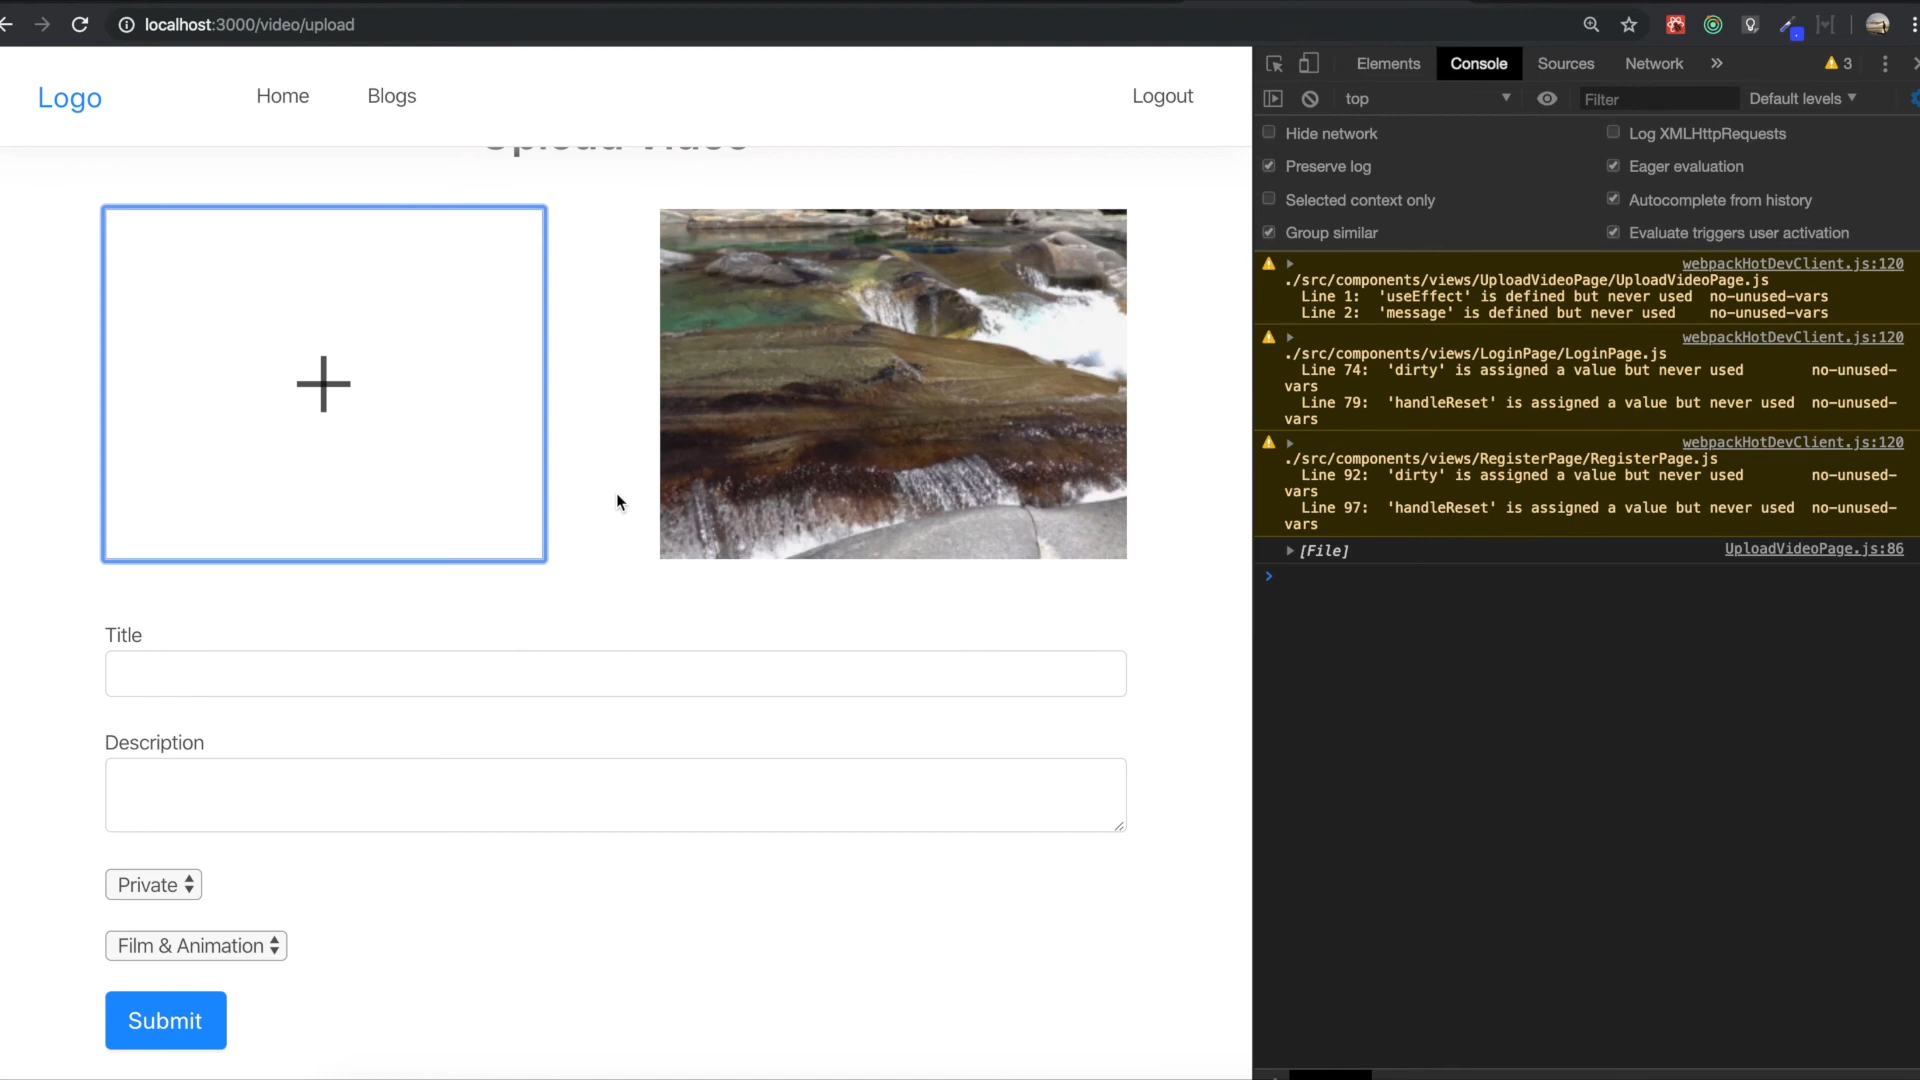 localhost:3000/video/upload
Logo
Home
Blogs
Logout
Upload Video
Title
Description
Private
Film & Animation
Submit
Elements
Console
Sources
Network
3
top
Filter
Default levels
Hide network
Log XMLHttpRequests
Preserve log
Eager evaluation
Selected context only
Autocomplete from history
Group similar
Evaluate triggers user activation
webpackHotDevClient.js:120
./src/components/views/UploadVideoPage/UploadVideoPage.js
Line 1: 'useEffect' is defined but never used no-unused-vars
Line 2: 'message' is defined but never used no-unused-vars
webpackHotDevClient.js:120
./src/components/views/LoginPage/LoginPage.js
Line 74: 'dirty' is assigned a value but never used no-unused-
vars
Line 79: 'handleReset' is assigned a value but never used no-unused-
vars
webpackHotDevClient.js:120
./src/components/views/RegisterPage/RegisterPage.js
Line 92: 'dirty' is assigned a value but never used no-unused-
vars
Line 97: 'handleReset' is assigned a value but never used no-unused-
vars
[File]
UploadVideoPage.js:86